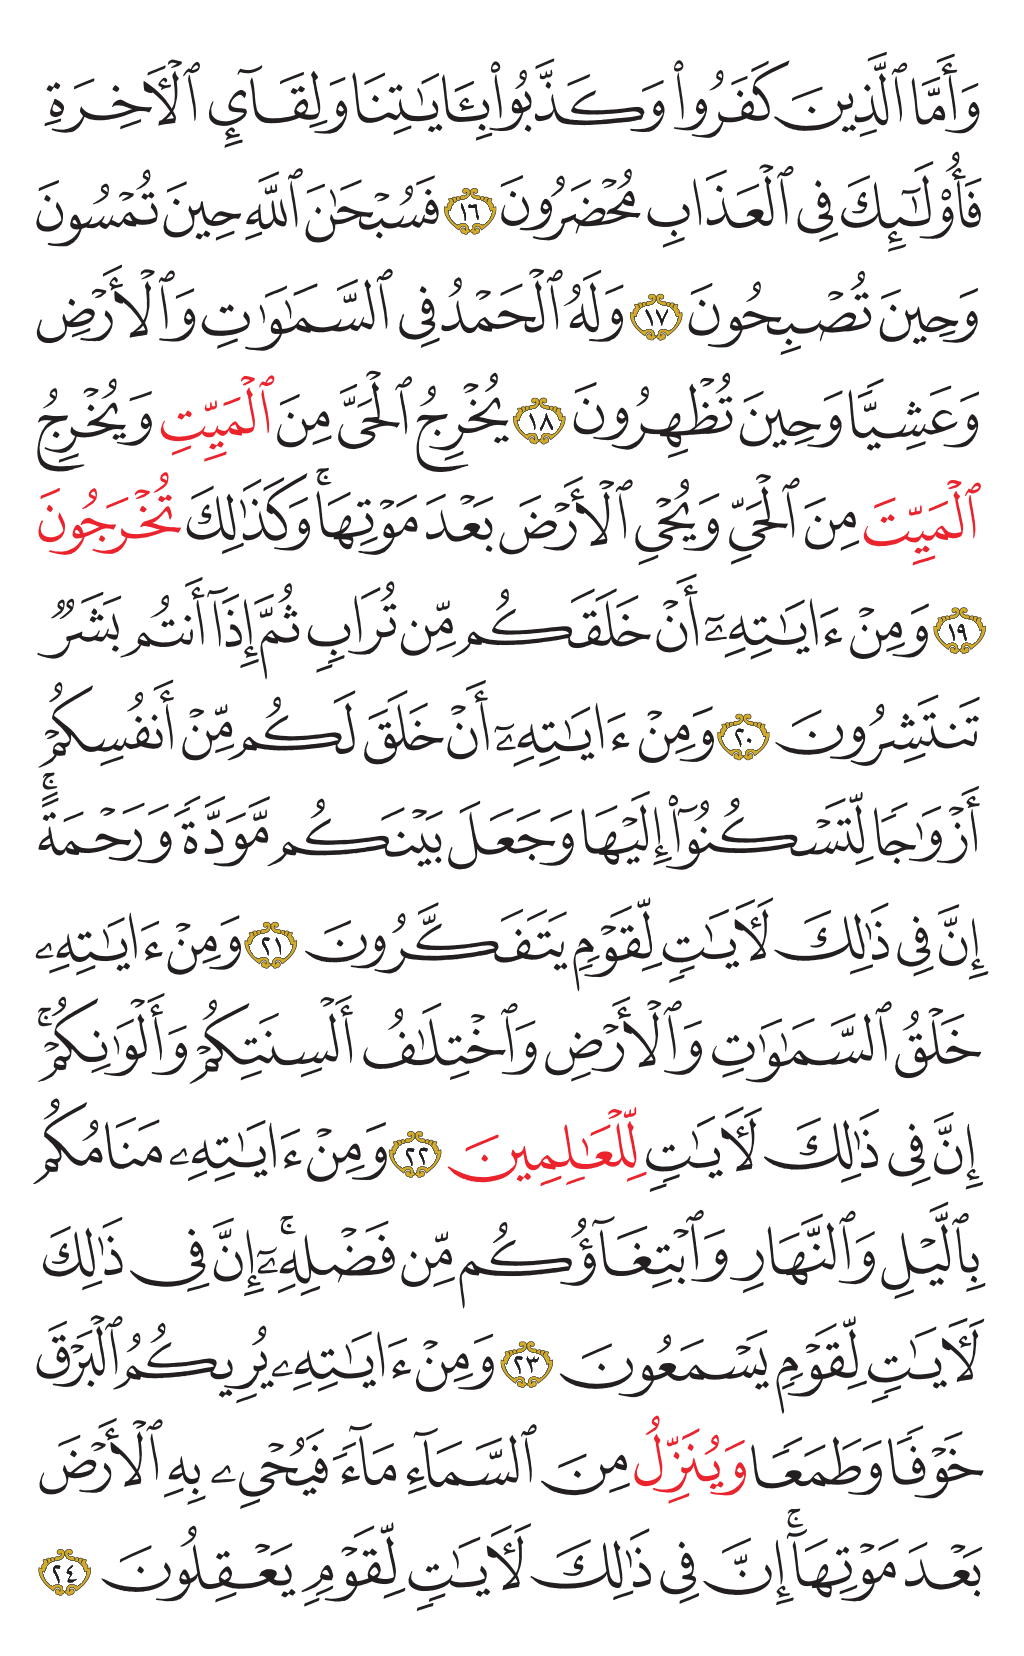 وَأَمَّا ٱلَّذِينَ كَفَرُواْ وَكَذَّبُواْ بِـَٔايَٰتِنَا وَلِقَآيِٕ ٱلۡأٓخِرَةِ
فَأُوْلَٰٓئِكَ فِي ٱلۡعَذَابِ مُحۡضَرُونَ ١٦ فَسُبۡحَٰنَ ٱللَّهِ حِينَ تُمۡسُونَ
وَحِينَ تُصۡبِحُونَ ١٧ وَلَهُ ٱلۡحَمۡدُ فِي ٱلسَّمَٰوَٰتِ وَٱلۡأَرۡضِ
وَعَشِيّٗا وَحِينَ تُظۡهِرُونَ ١٨ يُخۡرِجُ ٱلۡحَيَّ مِنَ ٱلۡمَيِّتِ وَيُخۡرِجُ
ٱلۡمَيِّتَ مِنَ ٱلۡحَيِّ وَيُحۡيِ ٱلۡأَرۡضَ بَعۡدَ مَوۡتِهَاۚ وَكَذَٰلِكَ تُخۡرَجُونَ
١٩ وَمِنۡ ءَايَٰتِهِۦٓ أَنۡ خَلَقَكُم مِّن تُرَابٖ ثُمَّ إِذَآ أَنتُم بَشَرٞ
تَنتَشِرُونَ ٢٠ وَمِنۡ ءَايَٰتِهِۦٓ أَنۡ خَلَقَ لَكُم مِّنۡ أَنفُسِكُمۡ
أَزۡوَٰجٗا لِّتَسۡكُنُوٓاْ إِلَيۡهَا وَجَعَلَ بَيۡنَكُم مَّوَدَّةٗ وَرَحۡمَةًۚ
إِنَّ فِي ذَٰلِكَ لَأٓيَٰتٖ لِّقَوۡمٖ يَتَفَكَّرُونَ ٢١ وَمِنۡ ءَايَٰتِهِۦ
خَلۡقُ ٱلسَّمَٰوَٰتِ وَٱلۡأَرۡضِ وَٱخۡتِلَٰفُ أَلۡسِنَتِكُمۡ وَأَلۡوَٰنِكُمۡۚ
إِنَّ فِي ذَٰلِكَ لَأٓيَٰتٖ لِّلۡعَٰلِمِينَ ٢٢ وَمِنۡ ءَايَٰتِهِۦ مَنَامُكُم
بِٱلَّيۡلِ وَٱلنَّهَارِ وَٱبۡتِغَآؤُكُم مِّن فَضۡلِهِۦٓۚ إِنَّ فِي ذَٰلِكَ
لَأٓيَٰتٖ لِّقَوۡمٖ يَسۡمَعُونَ ٢٣ وَمِنۡ ءَايَٰتِهِۦ يُرِيكُمُ ٱلۡبَرۡقَ
خَوۡفٗا وَطَمَعٗا وَيُنَزِّلُ مِنَ ٱلسَّمَآءِ مَآءٗ فَيُحۡيِۦ بِهِ ٱلۡأَرۡضَ
بَعۡدَ مَوۡتِهَآۚ إِنَّ فِي ذَٰلِكَ لَأٓيَٰتٖ لِّقَوۡمٖ يَعۡقِلُونَ ٢٤